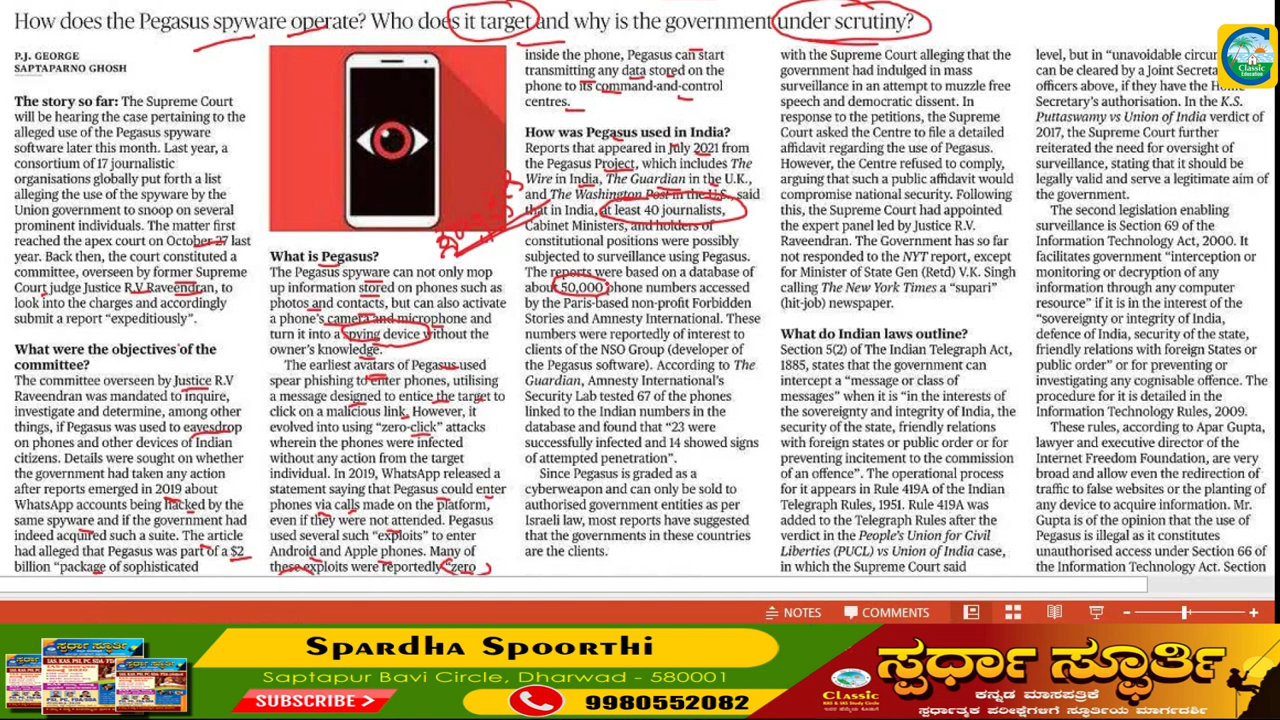 How does the Pegasus spyware operate? Who does it target and why is the government under scrutiny?
P.J. GEORGE
SAPTAPARNO GHOSH
The story so far: The Supreme Court
will be hearing the case pertaining to the
alleged use of the Pegasus spyware
software later this month. Last year, a
consortium of 17 journalistic
organisations globally put forth a list
alleging the use of the spyware by the
Union government to snoop on several
prominent individuals. The matter first
reached the apex court on October 27 last
year. Back then, the court constituted a
committee, overseen by former Supreme
Court judge Justice R.V Raveendran, to
look into the charges and accordingly
submit a report “expeditiously”.
What were the objectives of the
committee?
The committee overseen by Justice R.V
Raveendran was mandated to inquire,
investigate and determine, among other
things, if Pegasus was used to eavesdrop
on phones and other devices of Indian
citizens. Details were sought on whether
the government had taken any action
after reports emerged in 2019 about
WhatsApp accounts being hacked by the
same spyware and if the government had
indeed acquired such a suite. The article
had alleged that Pegasus was part of a $2
billion “package of sophisticated
What is Pegasus?
The Pegasus spyware can not only mop
up information stored on phones such as
photos and contacts, but can also activate
a phone’s camera and microphone and
turn it into a roving device without the
owner’s knowledge.
The earliest avatars of Pegasus used
spear phishing to enter phones, utilising
a message designed to entice the target to
click on a malicious link. However, it
evolved into using “zero-click” attacks
wherein the phones were infected
without any action from the target
individual. In 2019, WhatsApp released a
statement saying that Pegasus could enter
phones via calls made on the platform,
even if they were not attended. Pegasus
used several such “exploits” to enter
Android and Apple phones. Many of
these exploits were reportedly “zero
inside the phone, Pegasus can start
transmitting any data stored on the
phone to its command-and-control
centres.
How was Pegasus used in India?
Reports that appeared in July 2021 from
the Pegasus Project, which includes The
Wire in India, The Guardian in the U.K.,
and The Washington Post in the U.S., said
that in India, at least 40 journalists,
Cabinet Ministers, and holders of
constitutional positions were possibly
subjected to surveillance using Pegasus.
The reports were based on a database of
about 50,000 phone numbers accessed
by the Paris-based non-profit Forbidden
Stories and Amnesty International. These
numbers were reportedly of interest to
clients of the NSO Group (developer of
the Pegasus software). According to The
Guardian, Amnesty International’s
Security Lab tested 67 of the phones
linked to the Indian numbers in the
database and found that “23 were
successfully infected and 14 showed signs
of attempted penetration”.
Since Pegasus is graded as a
cyberweapon and can only be sold to
authorised government entities as per
Israeli law, most reports have suggested
that the governments in these countries
are the clients.
with the Supreme Court alleging that the
government had indulged in mass
surveillance in an attempt to muzzle free
speech and democratic dissent. In
response to the petitions, the Supreme
Court asked the Centre to file a detailed
affidavit regarding the use of Pegasus.
However, the Centre refused to comply,
arguing that such a public affidavit would
compromise national security. Following
this, the Supreme Court had appointed
the expert panel led by Justice R.V.
Raveendran. The Government has so far
not responded to the NYT report, except
for Minister of State Gen (Retd) V.K. Singh
calling The New York Times a “supari”
(hit-job) newspaper.
What do Indian laws outline?
Section 5(2) of The Indian Telegraph Act,
1885, states that the government can
intercept a “message or class of
messages” when it is “in the interests of
the sovereignty and integrity of India, the
security of the state, friendly relations
with foreign states or public order or for
preventing incitement to the commission
of an offence”. The operational process
for it appears in Rule 419A of the Indian
Telegraph Rules, 1951. Rule 419A was
added to the Telegraph Rules after the
verdict in the People’s Union for Civil
Liberties (PUCL) vs Union of India case,
in which the Supreme Court said
level, but in “unavoidable circum
can be cleared by a Joint Secreta
officers above, if they have the Home
Secretary’s authorisation. In the K.S.
Puttaswamy vs Union of India verdict of
2017, the Supreme Court further
reiterated the need for oversight of
surveillance, stating that it should be
legally valid and serve a legitimate aim of
the government.
The second legislation enabling
surveillance is Section 69 of the
Information Technology Act, 2000. It
facilitates government “interception or
monitoring or decryption of any
information through any computer
resource” if it is in the interest of the
“sovereignty or integrity of India,
defence of India, security of the state,
friendly relations with foreign States or
public order” or for preventing or
investigating any cognisable offence. The
procedure for it is detailed in the
Information Technology Rules, 2009.
These rules, according to Apar Gupta,
lawyer and executive director of the
Internet Freedom Foundation, are very
broad and allow even the redirection of
traffic to false websites or the planting of
any device to acquire information. Mr.
Gupta is of the opinion that the use of
Pegasus is illegal as it constitutes
unauthorised access under Section 66 of
the Information Technology Act. Section
Classic
Education
NOTES
COMMENTS
SPARDHA SPOORTHI
Saptapur Bavi Circle, Dharwad - 580001
SUBSCRIBE
9980552082
ಸ್ಪರ್ಧಾ ಸ್ಫೂರ್ತಿ
Classic
ಕನ್ನಡ ಮಾಸಪತ್ರಿಕೆ
ಸ್ಪರ್ಧಾತ್ಮಕ ಪರೀಕ್ಷೆಗಳಿಗೆ ಸ್ಫೂರ್ತಿದಾಯಕ ಮಾರ್ಗದರ್ಶಿ